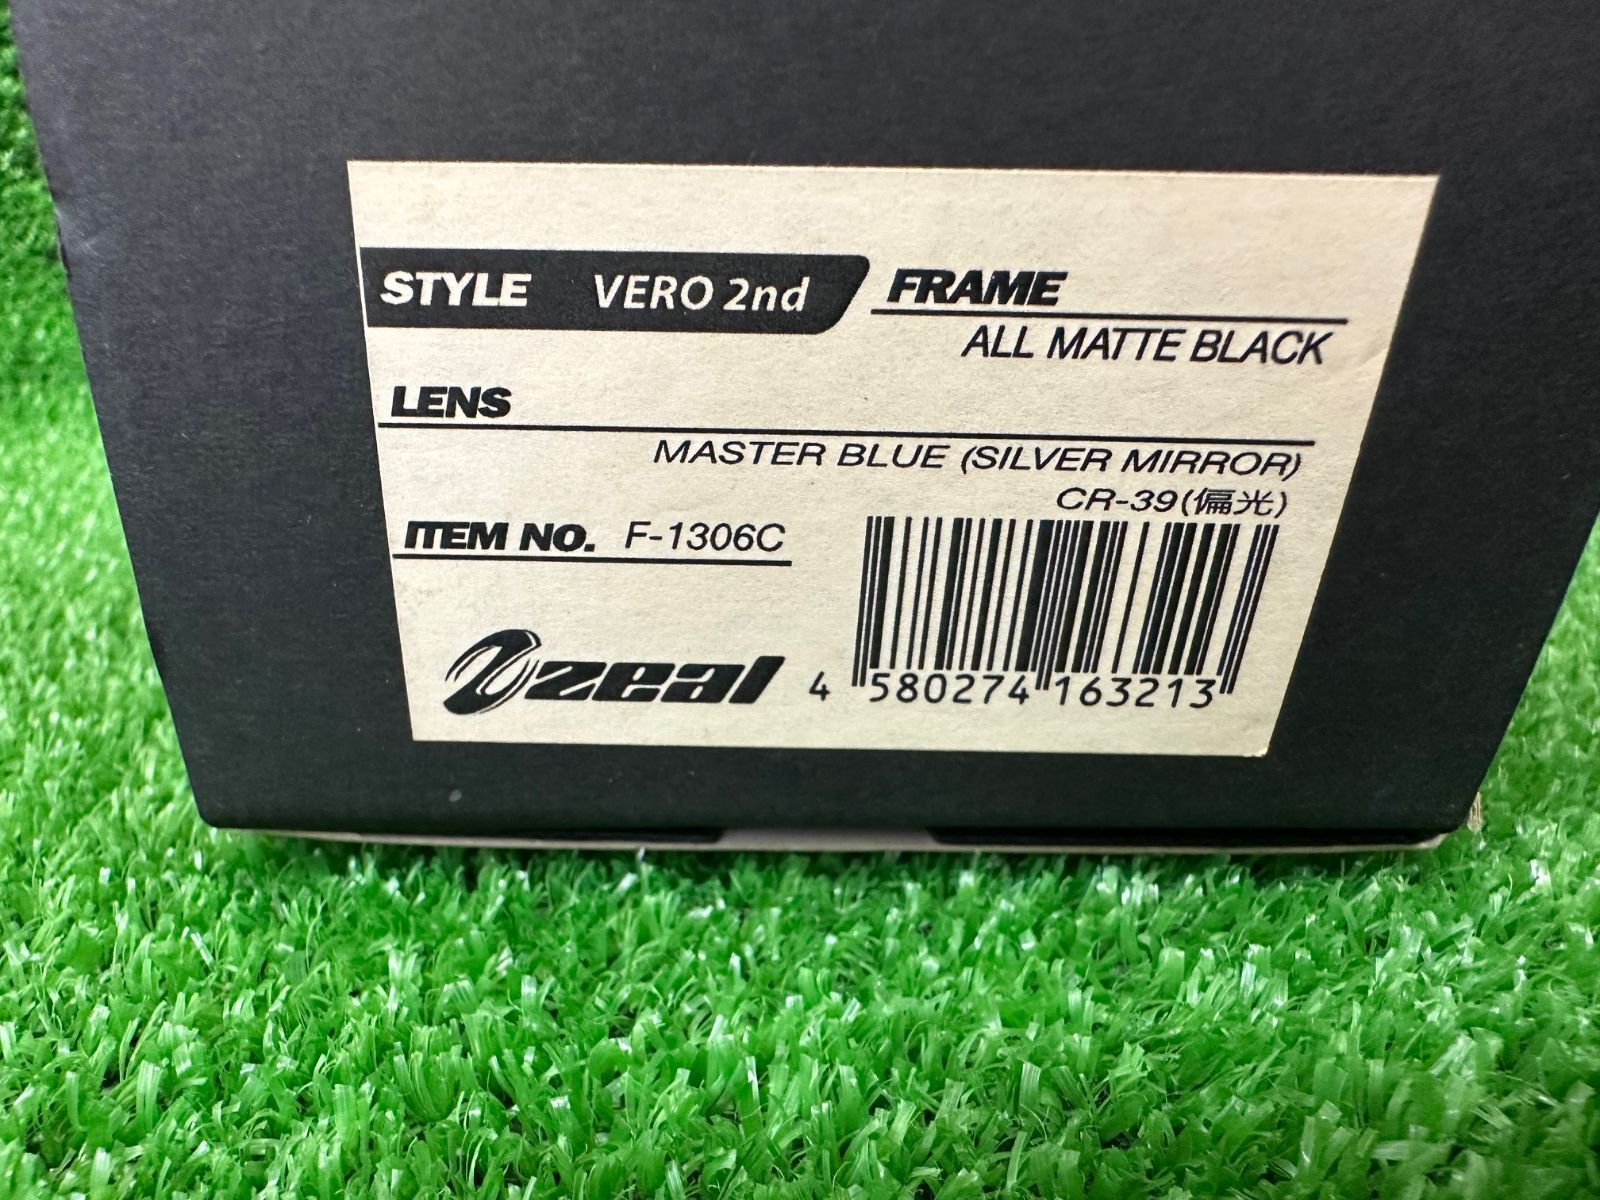 STYLE VERO 2nd
FRAME
ALL MATTE BLACK
LENS
MASTER BLUE (SILVER MIRROR)
CR-39(偏光)
ITEM NO. F-1306C
zeal
4 580274 163213